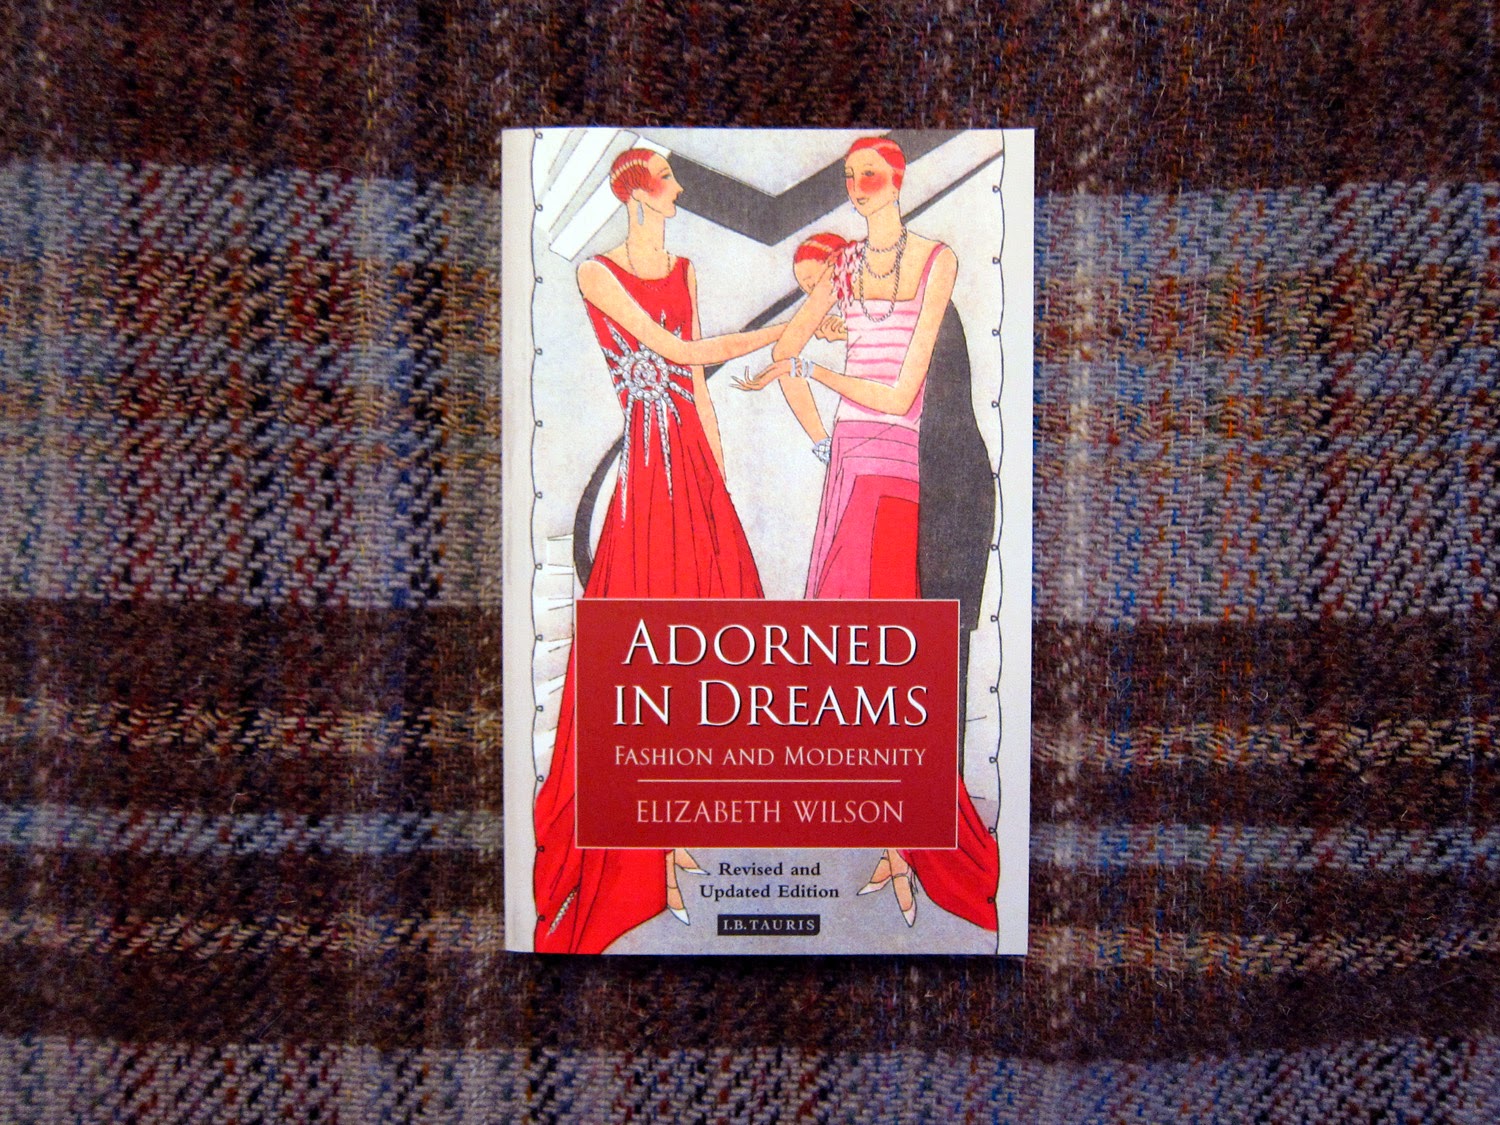 ADORNED
IN DREAMS
FASHION AND MODERNITY
ELIZABETH WILSON
Revised and
Updated Edition
I.B.TAURIS